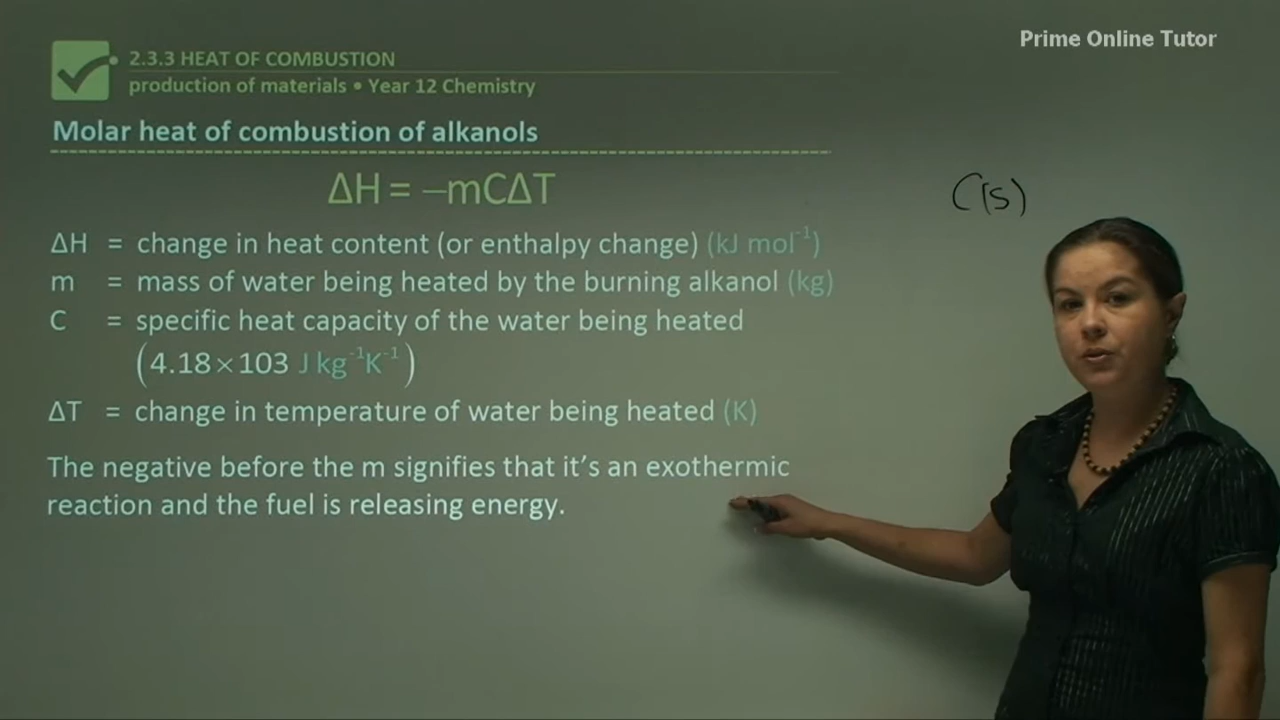 Prime Online Tutor
2.3.3 HEAT OF COMBUSTION
production of materials • Year 12 Chemistry
Molar heat of combustion of alkanols
ΔH = –mCΔT
C(s)
ΔH = change in heat content (or enthalpy change) (kJ mol⁻¹)
m = mass of water being heated by the burning alkanol (kg)
C = specific heat capacity of the water being heated
(4.18×103 J kg⁻¹K⁻¹)
ΔT = change in temperature of water being heated (K)
The negative before the m signifies that it's an exothermic
reaction and the fuel is releasing energy.